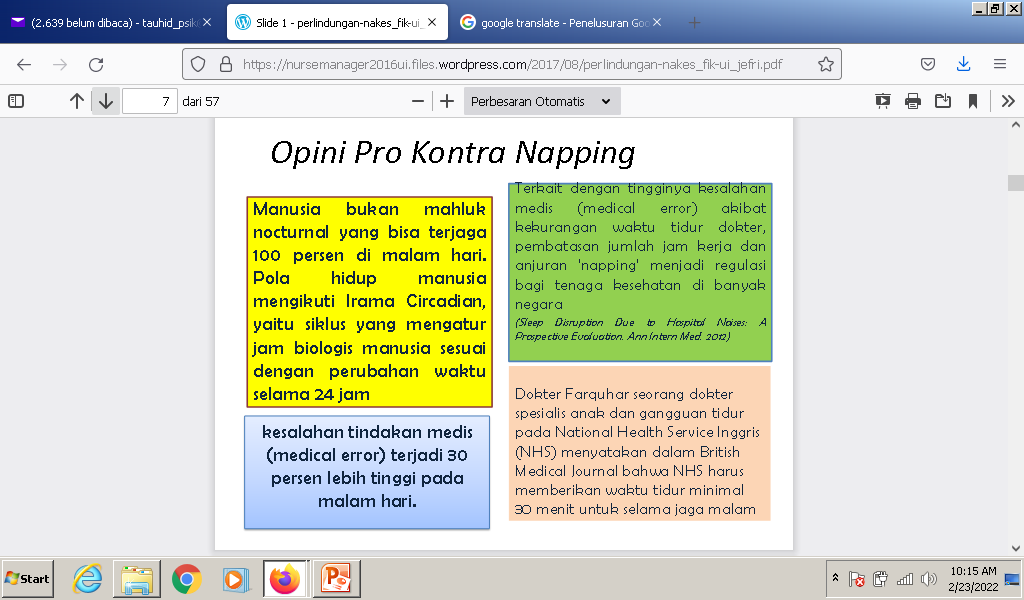 (2.639 belum dibaca) - tauhid_psik
Slide 1 - perlindungan-nakes_fik-ui_
google translate - Penelusuran Goo
https://nursemanager2016ui.files.wordpress.com/2017/08/perlindungan-nakes_fik-ui_jefri.pdf
7 dari 57
Perbesaran Otomatis
Opini Pro Kontra Napping
Manusia bukan mahluk
nocturnal yang bisa terjaga
100 persen di malam hari.
Pola hidup manusia
mengikuti Irama Circadian,
yaitu siklus yang mengatur
jam biologis manusia sesuai
dengan perubahan waktu
selama 24 jam
kesalahan tindakan medis
(medical error) terjadi 30
persen lebih tinggi pada
malam hari.
Terkait dengan tingginya kesalahan
medis (medical error) akibat
kekurangan waktu tidur dokter,
pembatasan jumlah jam kerja dan
anjuran 'napping' menjadi regulasi
bagi tenaga kesehatan di banyak
negara
(Sleep Disruption Due to Hospital Noises: A
Prospective Evaluation. Ann Intern Med. 2012)
Dokter Farquhar seorang dokter
spesialis anak dan gangguan tidur
pada National Health Service Inggris
(NHS) menyatakan dalam British
Medical Journal bahwa NHS harus
memberikan waktu tidur minimal
30 menit untuk selama jaga malam
Start
10:15 AM
2/23/2022